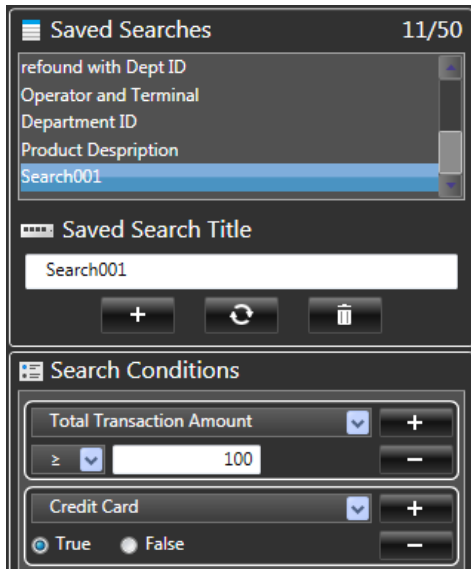 Saved Searches 11/50
refound with Dept ID
Operator and Terminal
Department ID
Product Despription
Search001
Saved Search Title
Search001
+
Search Conditions
Total Transaction Amount +
≥ 100 −
Credit Card +
True False −